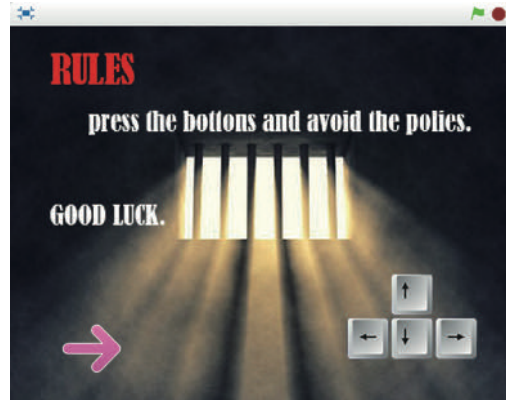 RULES
press the bottons and avoid the polies.
GOOD LUCK.